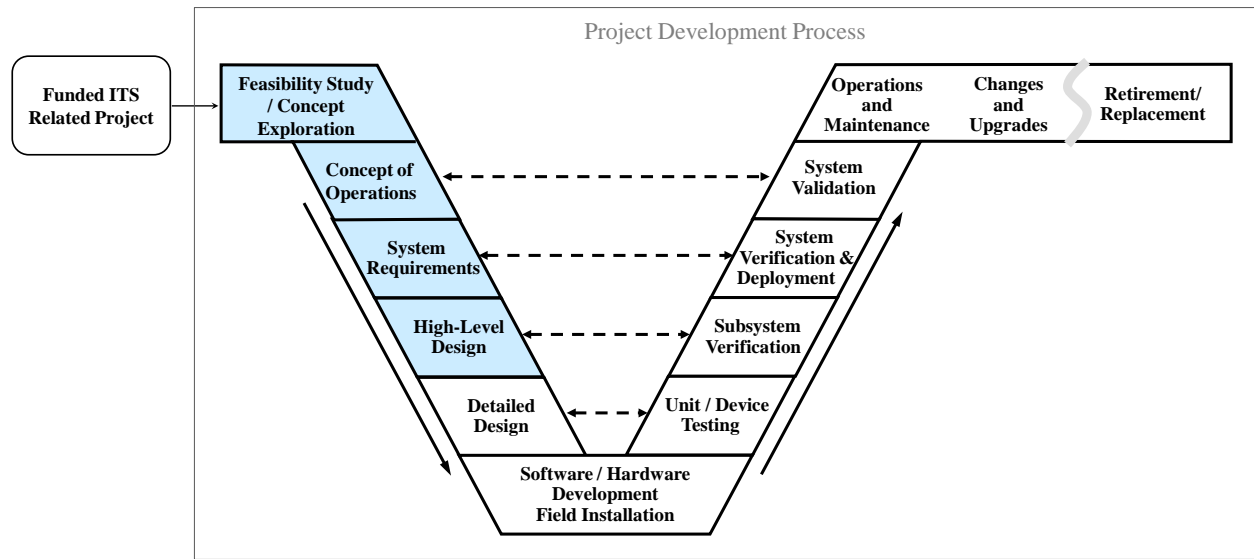 Project Development Process
Funded ITS
Related Project
Feasibility Study
/ Concept
Exploration
Concept of
Operations
System
Requirements
High-Level
Design
Detailed
Design
Software / Hardware
Development
Field Installation
Unit / Device
Testing
Subsystem
Verification
System
Verification &
Deployment
System
Validation
Operations
and
Maintenance
Changes
and
Upgrades
Retirement/
Replacement